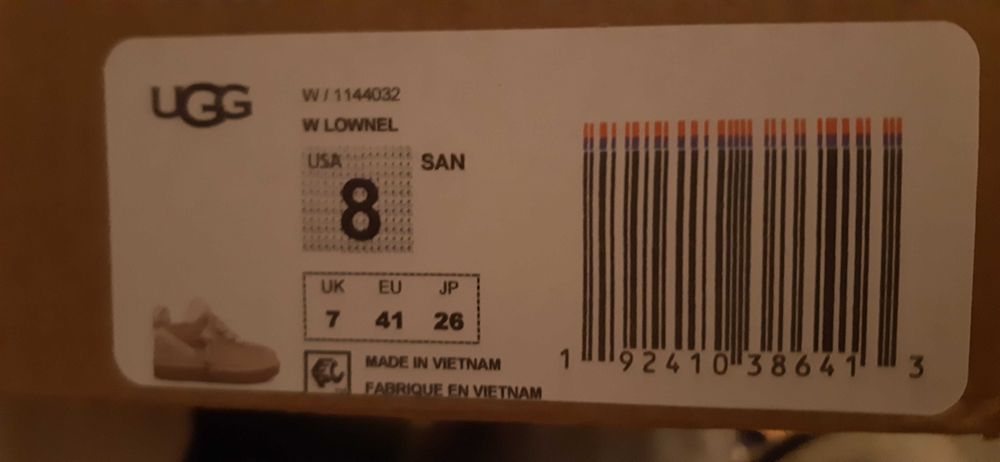 UGG
W / 1144032
W LOWNEL
USA
8
SAN
UK EU JP
7 41 26
MADE IN VIETNAM
FABRIQUE EN VIETNAM
1 92410 38641 3